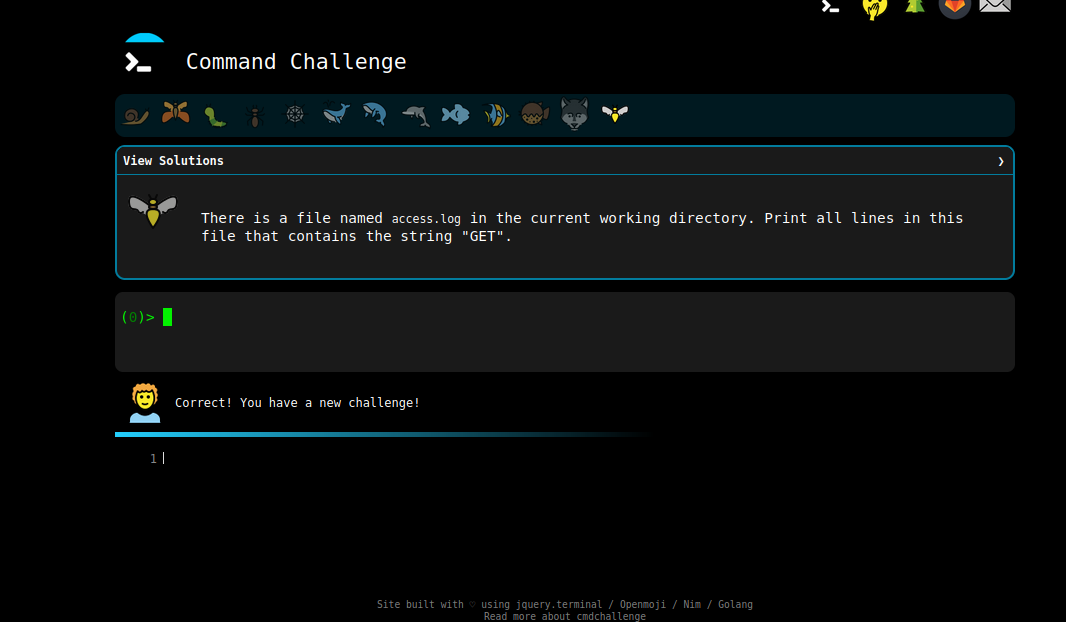 Command Challenge
View Solutions ❯
There is a file named access.log in the current working directory. Print all lines in this
file that contains the string "GET".
(0)>
Correct! You have a new challenge!
1
Site built with ♡ using jquery.terminal / Openmoji / Nim / Golang
Read more about cmdchallenge